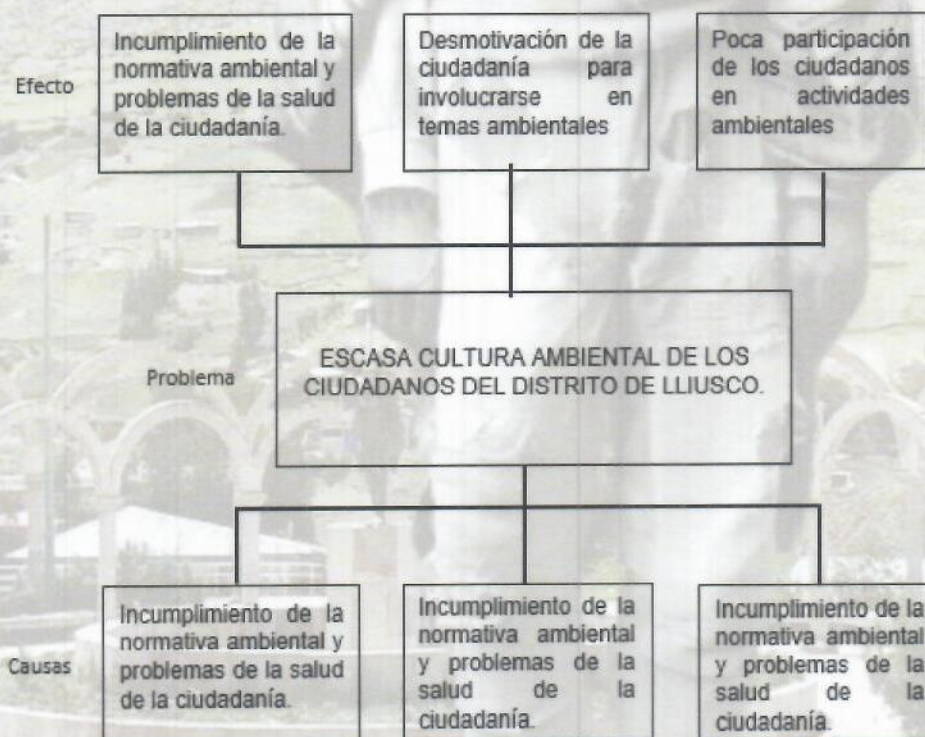 Incumplimiento de la
normativa ambiental y
problemas de la salud
de la ciudadanía.
Desmotivación de la
ciudadanía para
involucrarse en
temas ambientales
Poca participación
de los ciudadanos
en actividades
ambientales
Efecto
ESCASA CULTURA AMBIENTAL DE LOS
CIUDADANOS DEL DISTRITO DE LLIUSCO.
Problema
Incumplimiento de la
normativa ambiental y
problemas de la salud
de la ciudadanía.
Incumplimiento de la
normativa ambiental
y problemas de la
salud de la
ciudadanía.
Incumplimiento de la
normativa ambiental
y problemas de la
salud de la
ciudadanía.
Causas